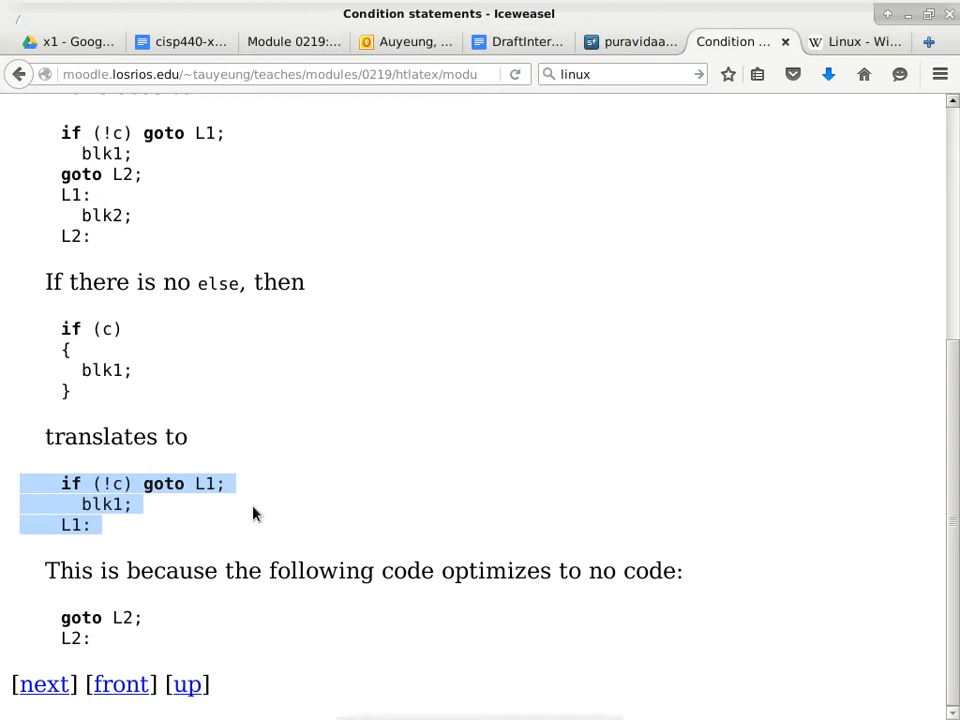 Condition statements - Iceweasel
x1 - Goog...
cisp440-x...
Module 0219:...
Auyeung, ...
DraftInter...
puravidaa...
Condition ...
Linux - Wi...
moodle.losrios.edu/~tauyeung/teaches/modules/0219/htlatex/modu
linux
if (!c) goto L1;
blk1;
goto L2;
L1:
blk2;
L2:
If there is no else, then
if (c)
{
blk1;
}
translates to
if (!c) goto L1;
blk1;
L1:
This is because the following code optimizes to no code:
goto L2;
L2:
[next] [front] [up]